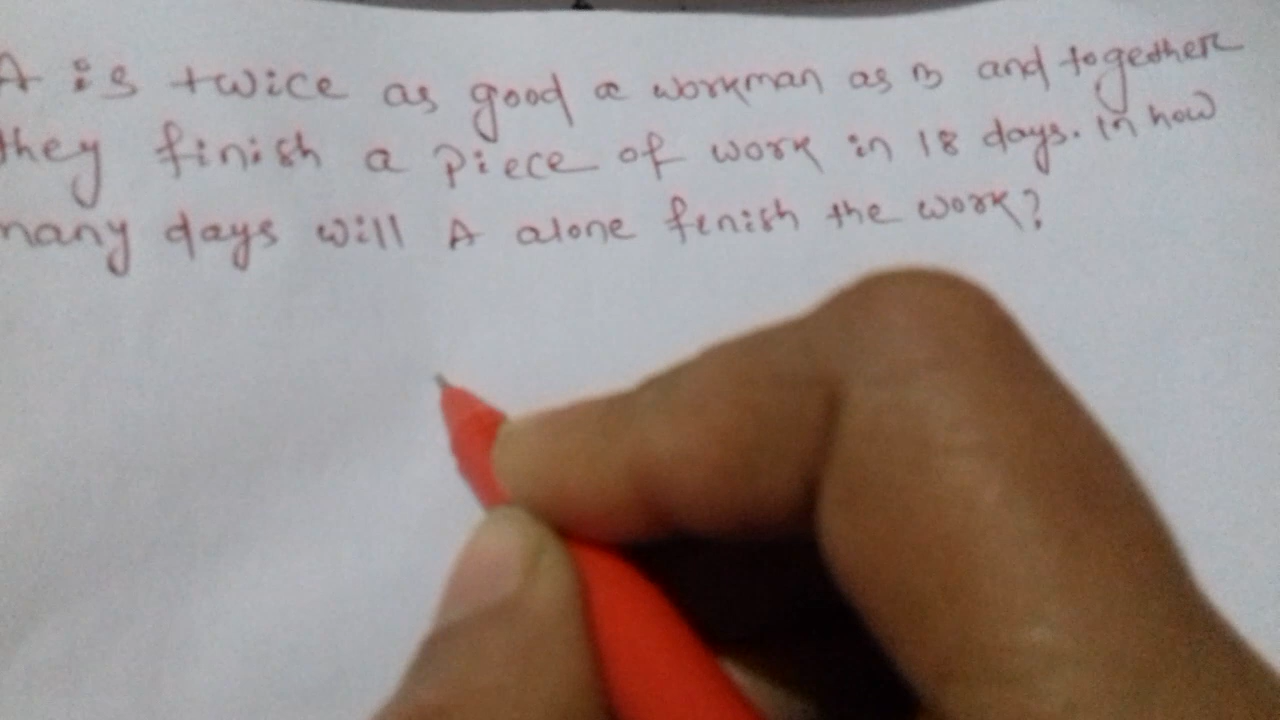 A is twice as good a workman as B and together
they finish a piece of work in 18 days. In how
many days will A alone finish the work?